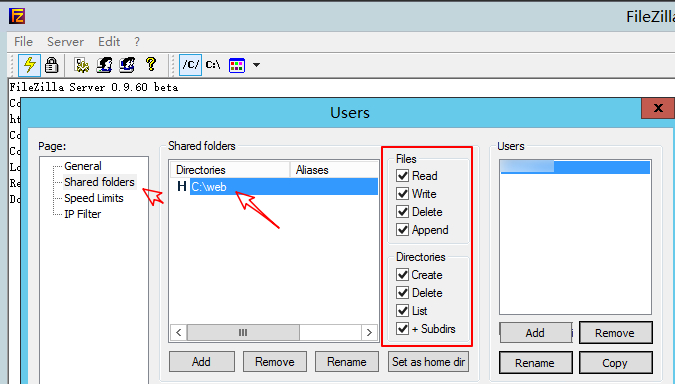 FileZilla
File Server Edit ?
/C/ C:\
FileZilla Server 0.9.60 beta
Co
ht
Co
Co
Lo
Re
Users
x
Page:
General
Shared folders
Speed Limits
IP Filter
Shared folders
Directories Aliases
H C:\web
Files
Read
Write
Delete
Append
Directories
Create
Delete
List
+ Subdirs
Add Remove Rename Set as home dir
Users
Add Remove
Rename Copy